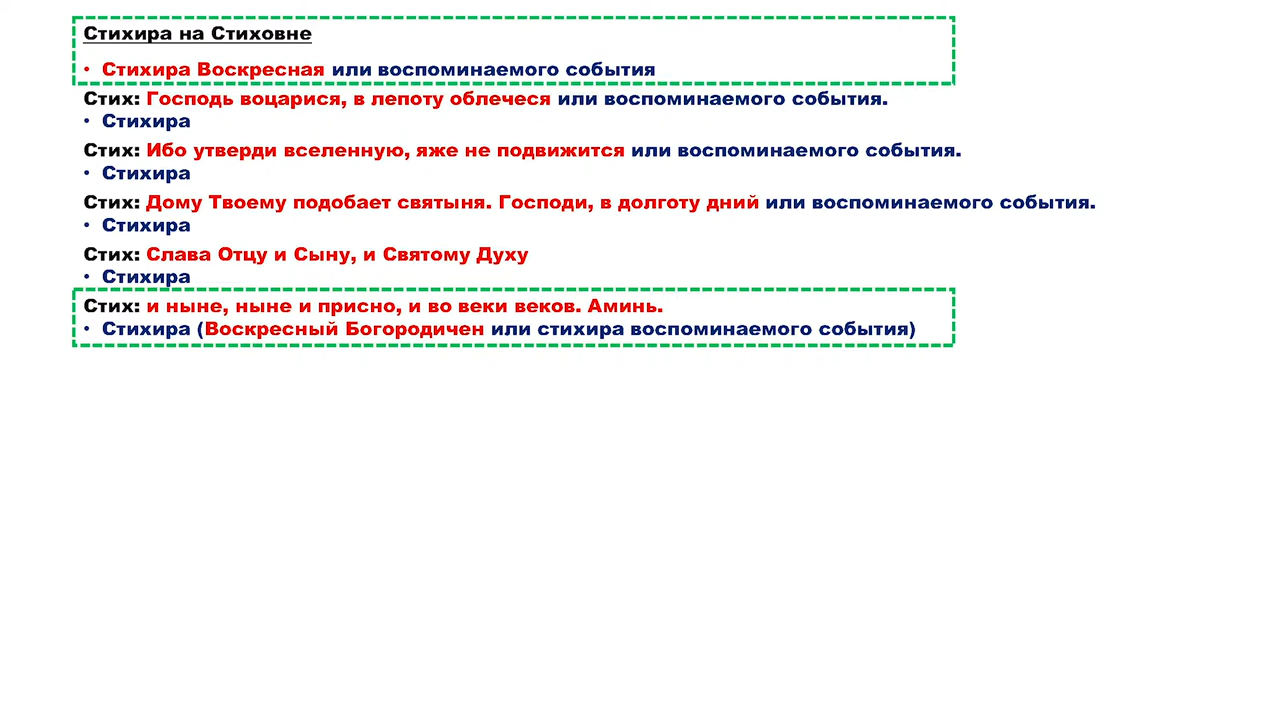 Стихира на Стиховне
• Стихира Воскресная или воспоминаемого события
Стих: Господь воцарися, в лепоту облечеся или воспоминаемого события.
• Стихира
Стих: Ибо утверди вселенную, яже не подвижится или воспоминаемого события.
• Стихира
Стих: Дому Твоему подобает святыня. Господи, в долготу дний или воспоминаемого события.
• Стихира
Стих: Слава Отцу и Сыну, и Святому Духу
• Стихира
Стих: и ныне, ныне и присно, и во веки веков. Аминь.
• Стихира (Воскресный Богородичен или стихира воспоминаемого события)